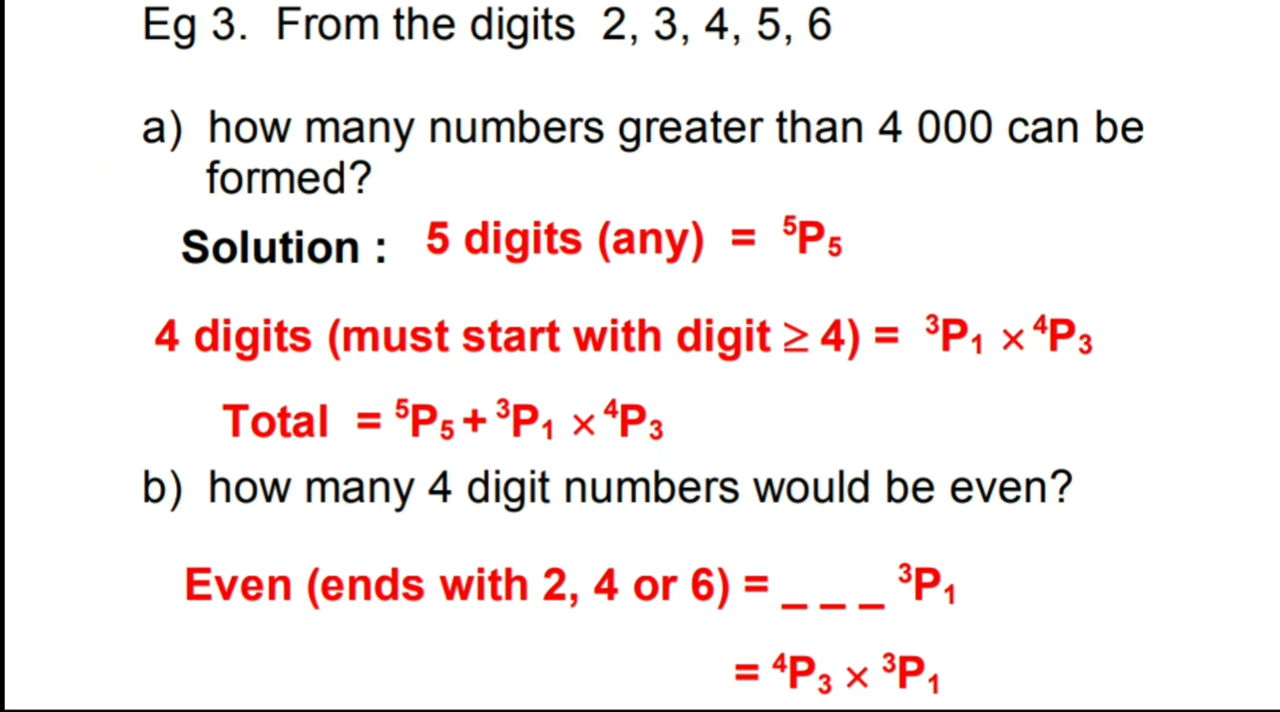 Eg 3. From the digits 2, 3, 4, 5, 6
a) how many numbers greater than 4 000 can be
formed?
Solution : 5 digits (any) = ⁵P₅
4 digits (must start with digit ≥ 4) = ³P₁ × ⁴P₃
Total = ⁵P₅ + ³P₁ × ⁴P₃
b) how many 4 digit numbers would be even?
Even (ends with 2, 4 or 6) = _ _ _ ³P₁
= ⁴P₃ × ³P₁